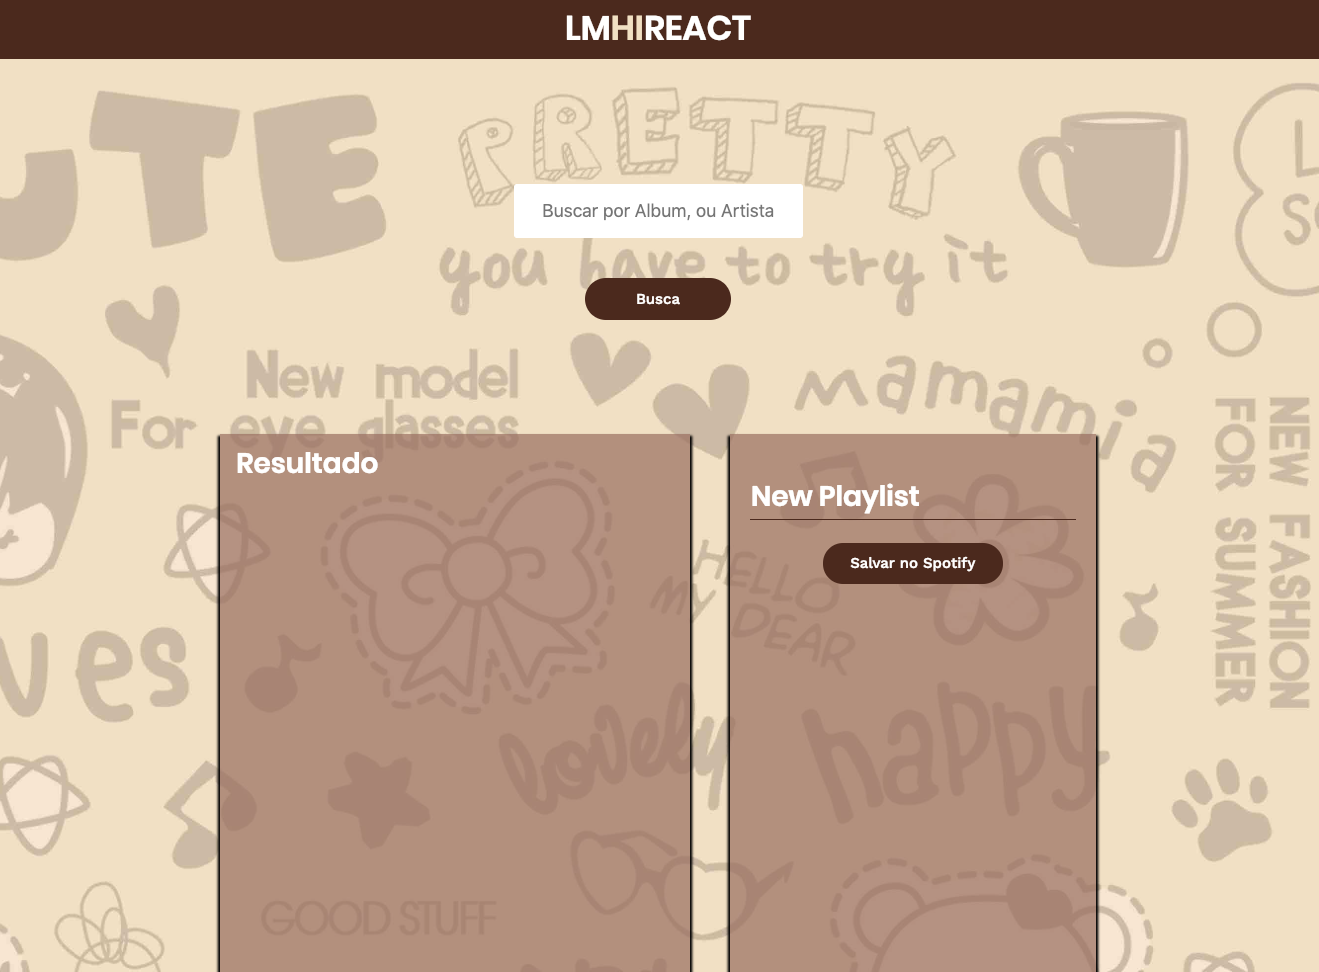 LMHIREACT
UTE
PRETTY
L
SO
Buscar por Album, ou Artista
you have to try it
Busca
New model
For eye glasses
mamamia
NEW FASHION
FOR SUMMER
Resultado
New Playlist
Salvar no Spotify
HELLO
My DEAR
ves
lovely
happy
GOOD STUFF